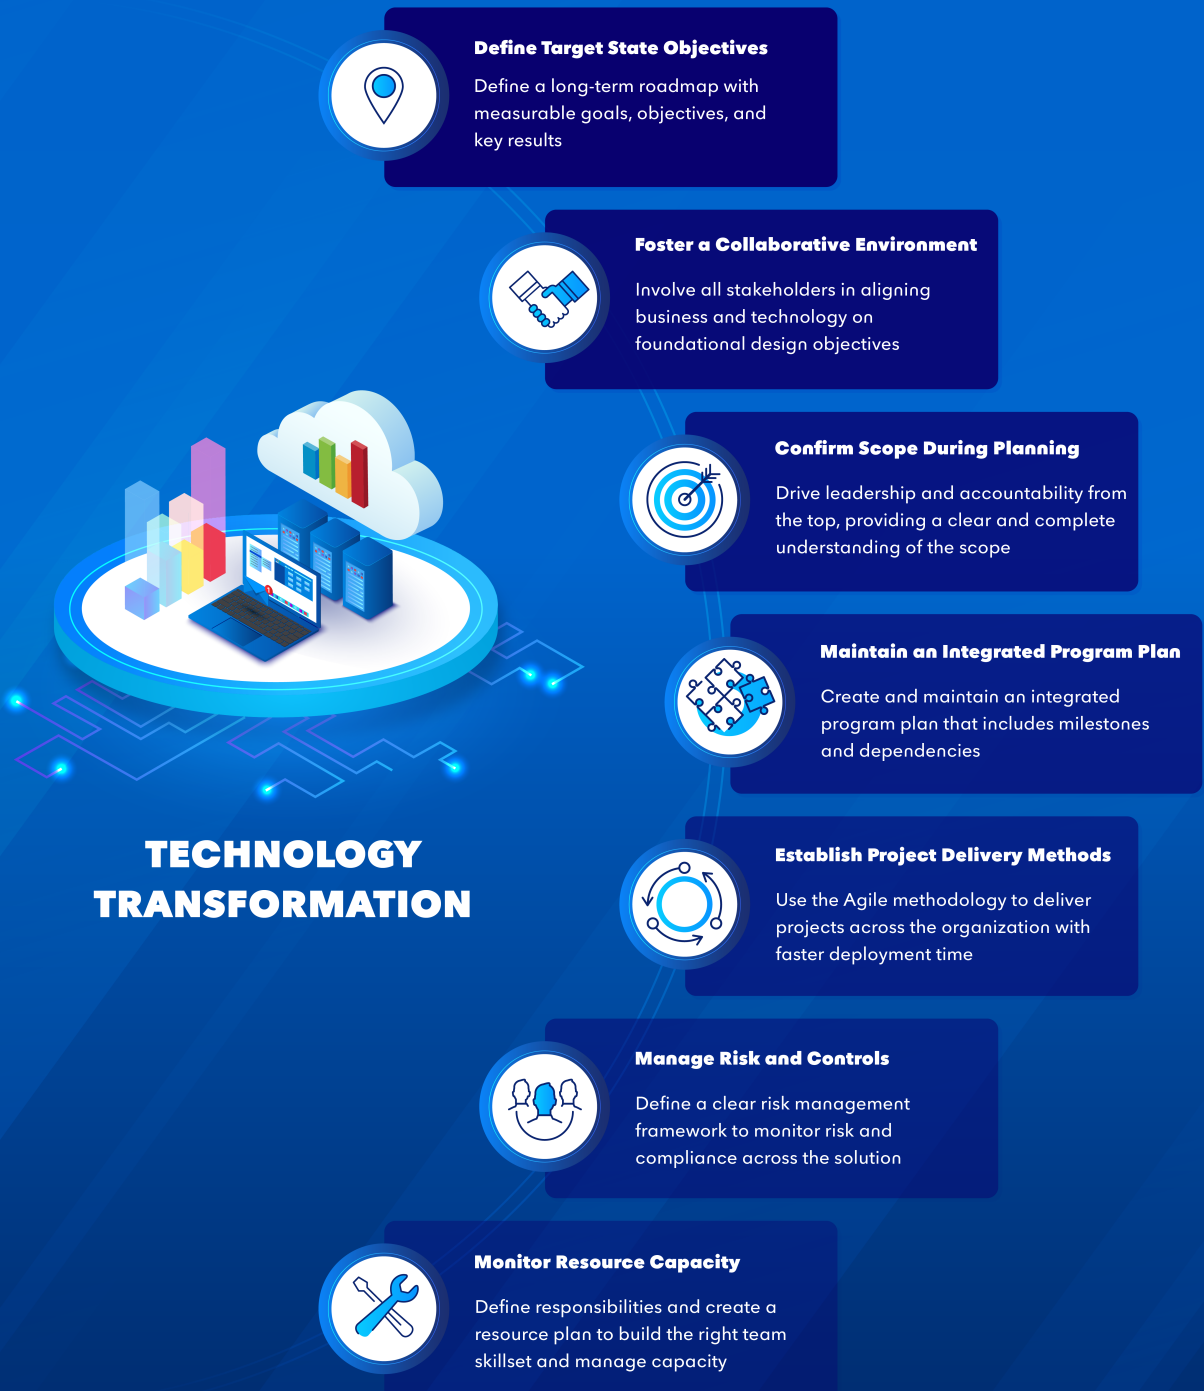 Define Target State Objectives
Define a long-term roadmap with
measurable goals, objectives, and
key results
Foster a Collaborative Environment
Involve all stakeholders in aligning
business and technology on
foundational design objectives
Confirm Scope During Planning
Drive leadership and accountability from
the top, providing a clear and complete
understanding of the scope
Maintain an Integrated Program Plan
Create and maintain an integrated
program plan that includes milestones
and dependencies
TECHNOLOGY
TRANSFORMATION
Establish Project Delivery Methods
Use the Agile methodology to deliver
projects across the organization with
faster deployment time
Manage Risk and Controls
Define a clear risk management
framework to monitor risk and
compliance across the solution
Monitor Resource Capacity
Define responsibilities and create a
resource plan to build the right team
skillset and manage capacity